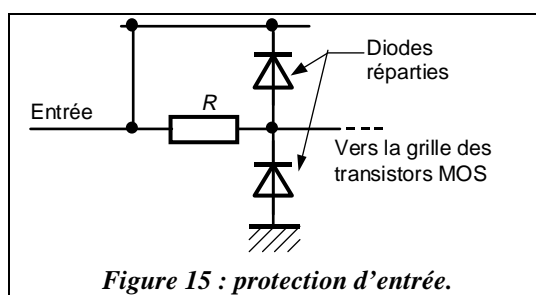 Diodes
réparties
Entrée
R
Vers la grille des
transistors MOS
Figure 15 : protection d'entrée.